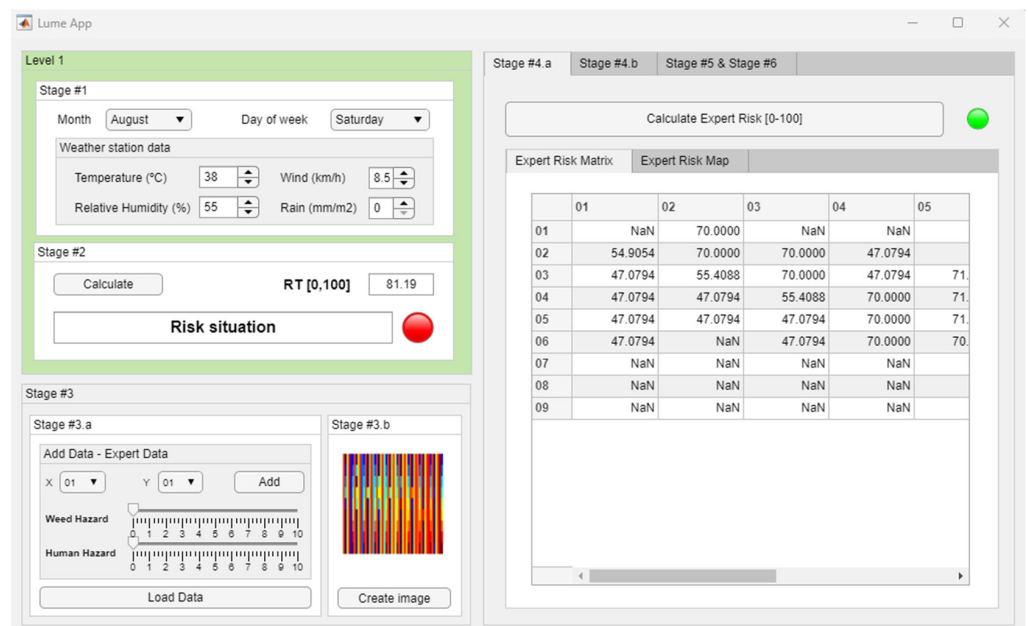 Lume App
Level 1
Stage #1
Month August Day of week Saturday
Weather station data
Temperature (ºC) 38 Wind (km/h) 8.5
Relative Humidity (%) 55 Rain (mm/m2) 0
Stage #2
Calculate RT [0,100] 81.19
Risk situation
Stage #3
Stage #3.a
Add Data - Expert Data
X 01 Y 01 Add
Weed Hazard
0 1 2 3 4 5 6 7 8 9 10
Human Hazard
0 1 2 3 4 5 6 7 8 9 10
Load Data
Stage #3.b
Create image
Stage #4.a Stage #4.b Stage #5 & Stage #6
Calculate Expert Risk [0-100]
Expert Risk Matrix Expert Risk Map
01 02 03 04 05
01 NaN 70.0000 NaN NaN
02 54.9054 70.0000 70.0000 47.0794
03 47.0794 55.4088 70.0000 47.0794 71.
04 47.0794 47.0794 55.4088 70.0000 71.
05 47.0794 47.0794 47.0794 70.0000 71.
06 47.0794 NaN 47.0794 70.0000 70.
07 NaN NaN NaN NaN
08 NaN NaN NaN NaN
09 NaN NaN NaN NaN